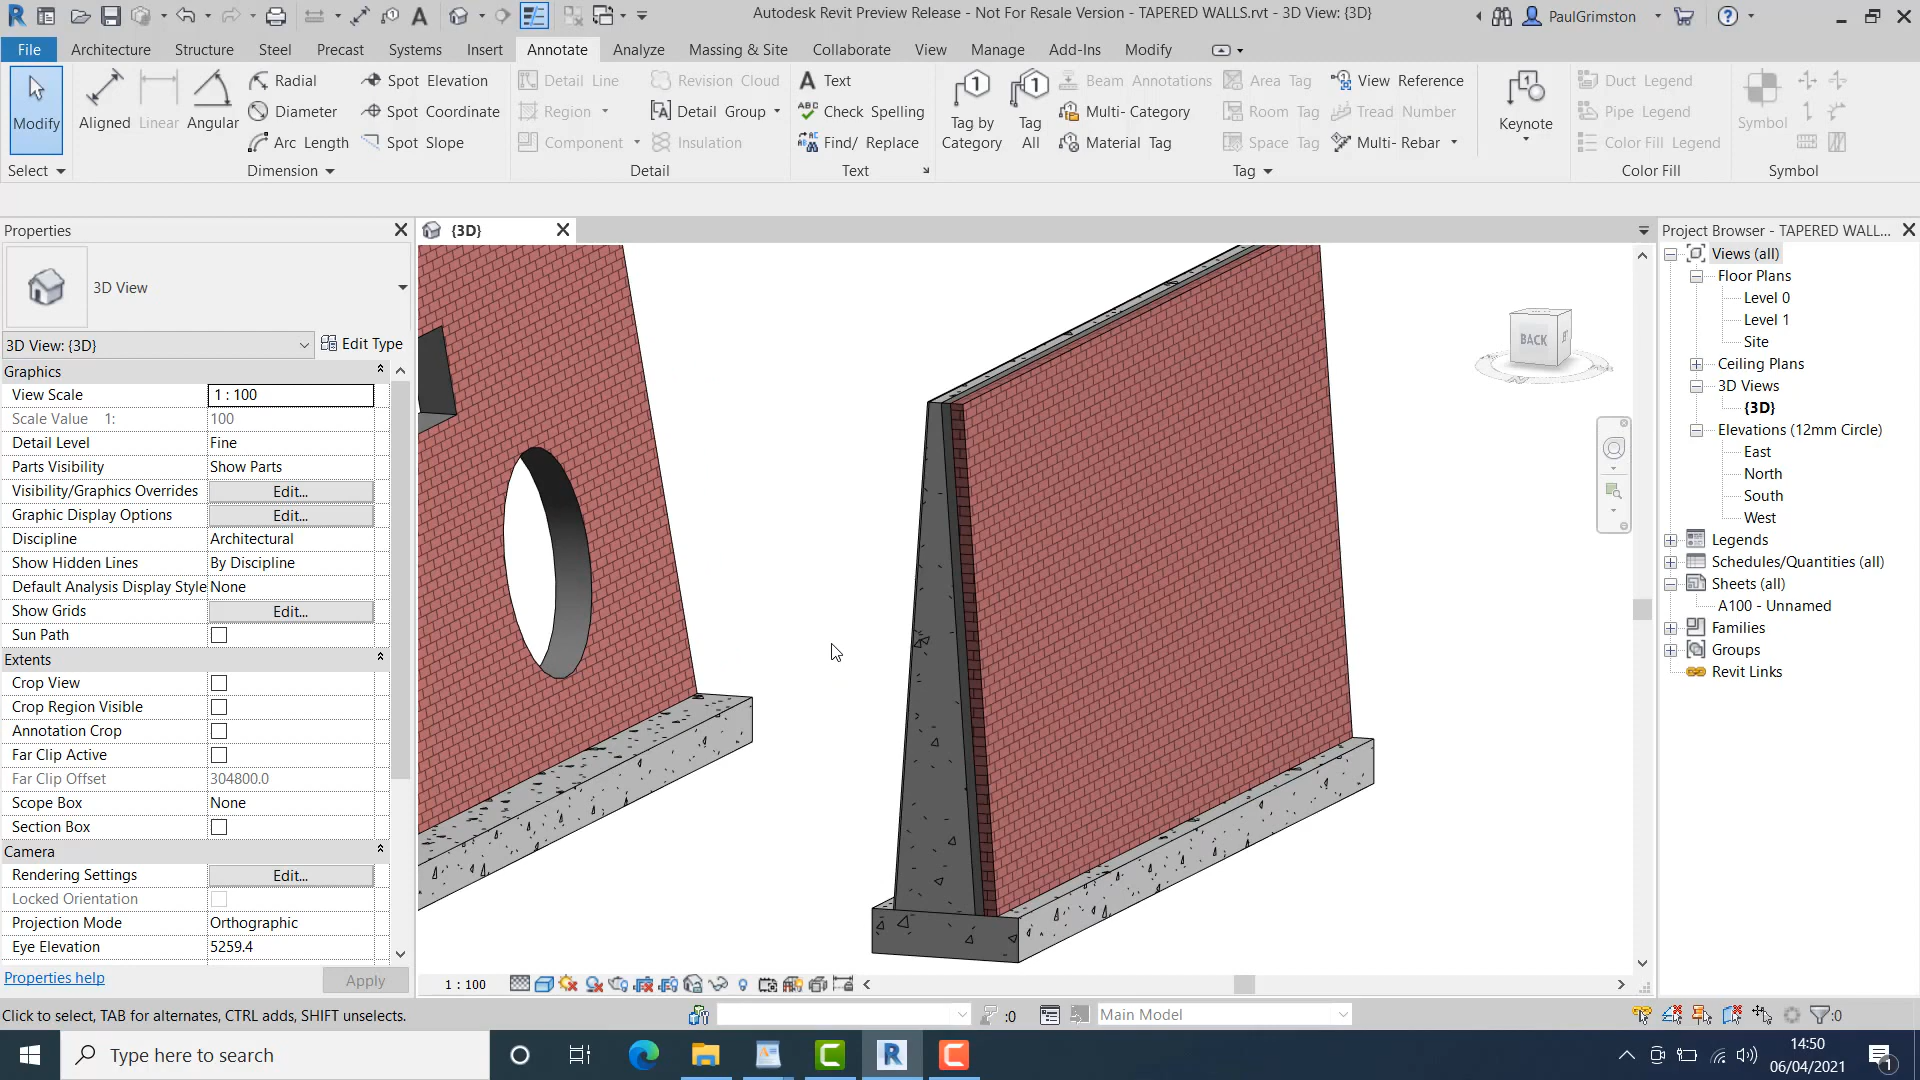 Autodesk Revit Preview Release - Not For Resale Version - TAPERED WALLS.rvt - 3D View: {3D}
PaulGrimston
File Architecture Structure Steel Precast Systems Insert Annotate Analyze Massing & Site Collaborate View Manage Add-Ins Modify
Modify
Select
Aligned
Linear
Angular
Radial
Diameter
Arc Length
Spot Elevation
Spot Coordinate
Spot Slope
Dimension
Detail Line
Region
Component
Revision Cloud
Detail Group
Insulation
Detail
Text
Check Spelling
Find/ Replace
Text
Tag by Category
Tag All
Beam Annotations
Multi- Category
Material Tag
Area Tag
Room Tag
Space Tag
View Reference
Tread Number
Multi- Rebar
Tag
Keynote
Duct Legend
Pipe Legend
Color Fill Legend
Color Fill
Symbol
Symbol
Properties
3D View
3D View: {3D}
Edit Type
Graphics
View Scale 1 : 100
Scale Value 1: 100
Detail Level Fine
Parts Visibility Show Parts
Visibility/Graphics Overrides Edit...
Graphic Display Options Edit...
Discipline Architectural
Show Hidden Lines By Discipline
Default Analysis Display Style None
Show Grids Edit...
Sun Path
Extents
Crop View
Crop Region Visible
Annotation Crop
Far Clip Active
Far Clip Offset 304800.0
Scope Box None
Section Box
Camera
Rendering Settings Edit...
Locked Orientation
Projection Mode Orthographic
Eye Elevation 5259.4
Properties help
Apply
{3D}
BACK
1 : 100
Project Browser - TAPERED WALL...
Views (all)
Floor Plans
Level 0
Level 1
Site
Ceiling Plans
3D Views
{3D}
Elevations (12mm Circle)
East
North
South
West
Legends
Schedules/Quantities (all)
Sheets (all)
A100 - Unnamed
Families
Groups
Revit Links
Click to select, TAB for alternates, CTRL adds, SHIFT unselects.
:0
Main Model
:0
Type here to search
14:50
06/04/2021
1